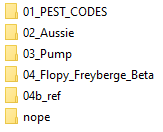 01_PEST_CODES
02_Aussie
03_Pump
04_Flopy_Freyberge_Beta
04b_ref
nope